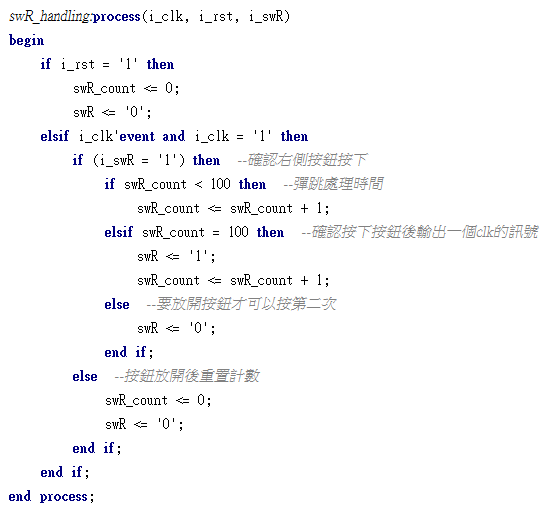 swR_handling:process(i_clk, i_rst, i_swR)
begin
    if i_rst = '1' then
        swR_count <= 0;
        swR <= '0';
    elsif i_clk'event and i_clk = '1' then
        if (i_swR = '1') then  --確認右側按鈕按下
            if swR_count < 100 then  --彈跳處理時間
                swR_count <= swR_count + 1;
            elsif swR_count = 100 then  --確認按下按鈕後輸出一個clk的訊號
                swR <= '1';
                swR_count <= swR_count + 1;
            else  --要放開按鈕才可以按第二次
                swR <= '0';
            end if;
        else  --按鈕放開後重置計數
            swR_count <= 0;
            swR <= '0';
        end if;
    end if;
end process;